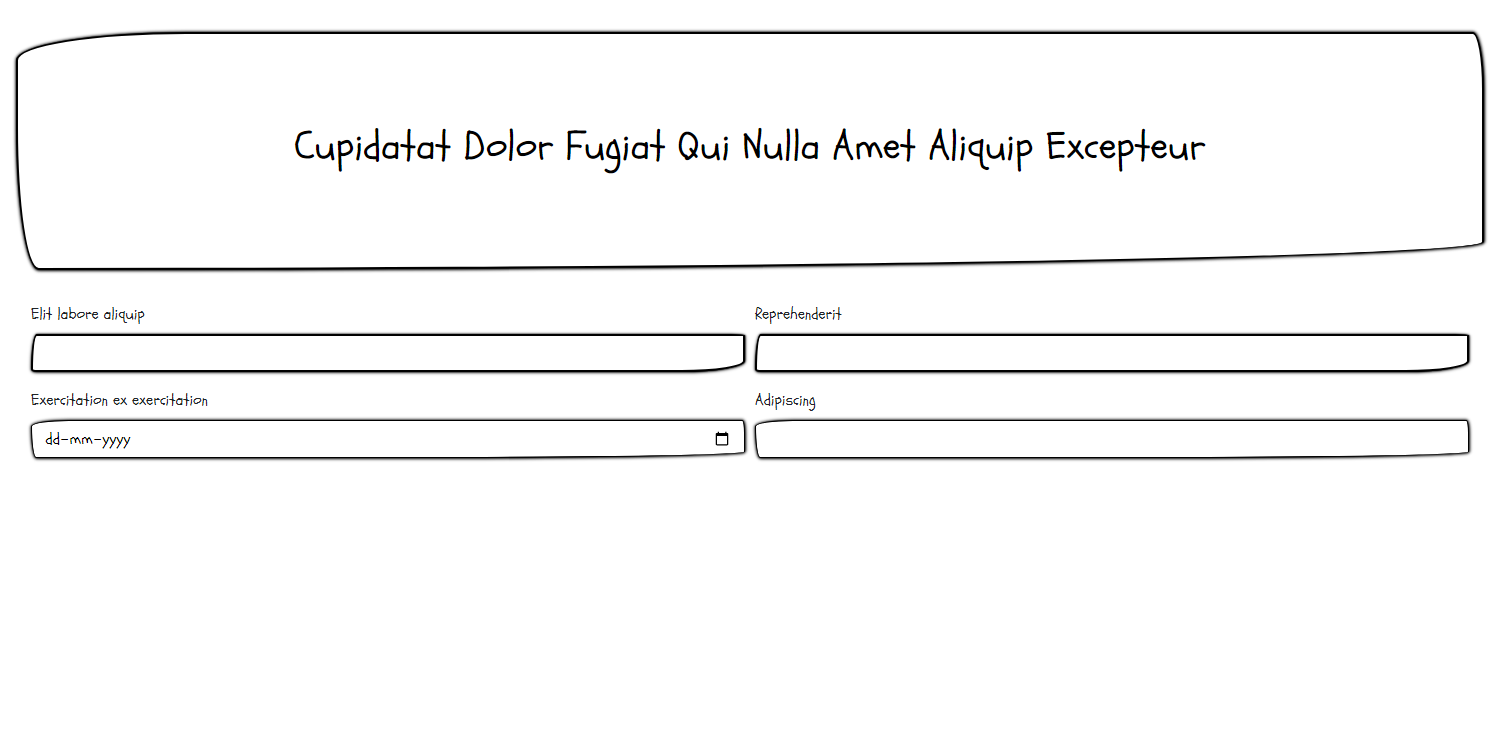 Cupidatat Dolor Fugiat Qui Nulla Amet Aliquip Excepteur
Elit labore aliquip
Reprehenderit
Exercitation ex exercitation
Adipiscing
dd-mm-yyyy